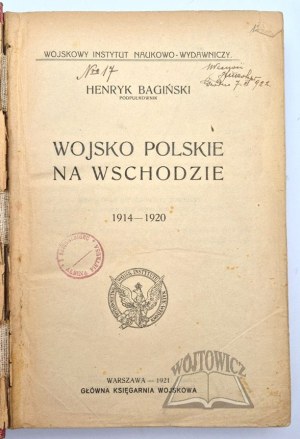 WOJSKOWY INSTYTUT NAUKOWO-WYDAWNICZY.
No 17
HENRYK BAGIŃSKI
PODPUŁKOWNIK
WOJSKO POLSKIE
NA WSCHODZIE
1914—1920
WARSZAWA — 1921.
GŁÓWNA KSIĘGARNIA WOJSKOWA
WÓJTOWICZ